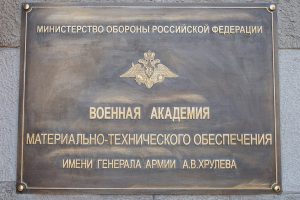 МИНИСТЕРСТВО ОБОРОНЫ РОССИЙСКОЙ ФЕДЕРАЦИИ
ВОЕННАЯ АКАДЕМИЯ
МАТЕРИАЛЬНО-ТЕХНИЧЕСКОГО ОБЕСПЕЧЕНИЯ
ИМЕНИ ГЕНЕРАЛА АРМИИ А.В.ХРУЛЕВА